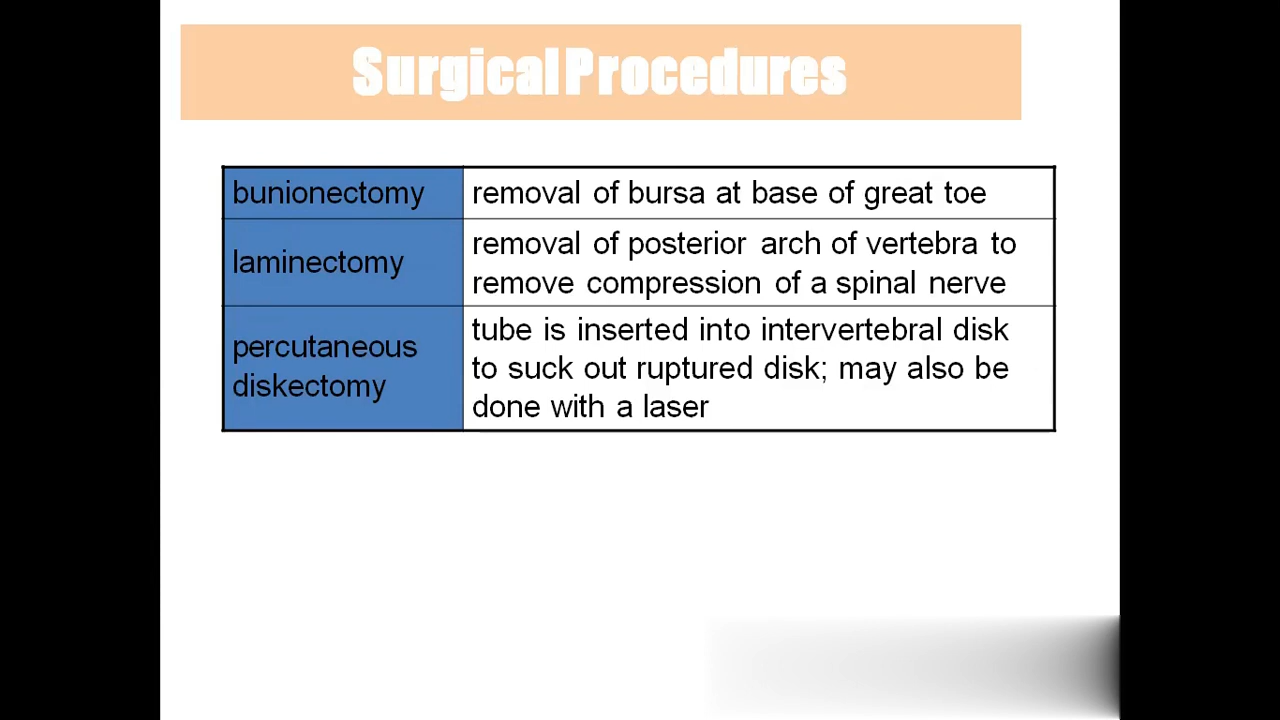 Surgical Procedures
bunionectomy
removal of bursa at base of great toe
laminectomy
removal of posterior arch of vertebra to
remove compression of a spinal nerve
percutaneous
diskectomy
tube is inserted into intervertebral disk
to suck out ruptured disk; may also be
done with a laser